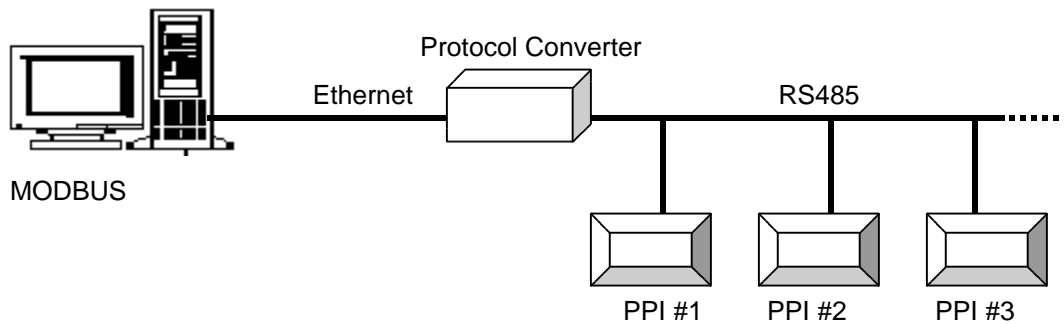 Protocol Converter
Ethernet
RS485
MODBUS
PPI #1
PPI #2
PPI #3